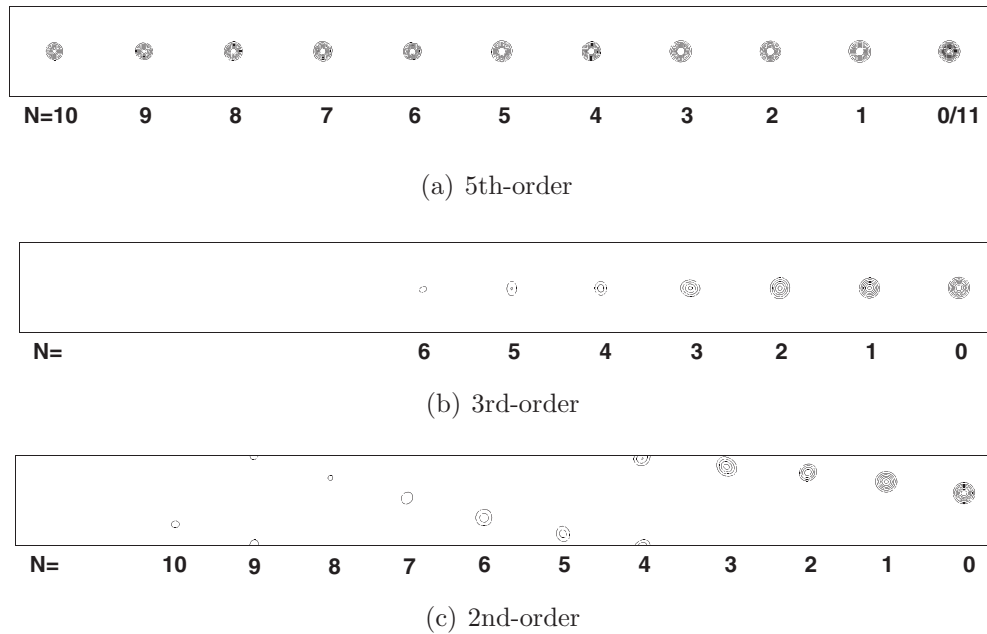 N=10 9 8 7 6 5 4 3 2 1 0/11
(a) 5th-order
N= 6 5 4 3 2 1 0
(b) 3rd-order
N= 10 9 8 7 6 5 4 3 2 1 0
(c) 2nd-order